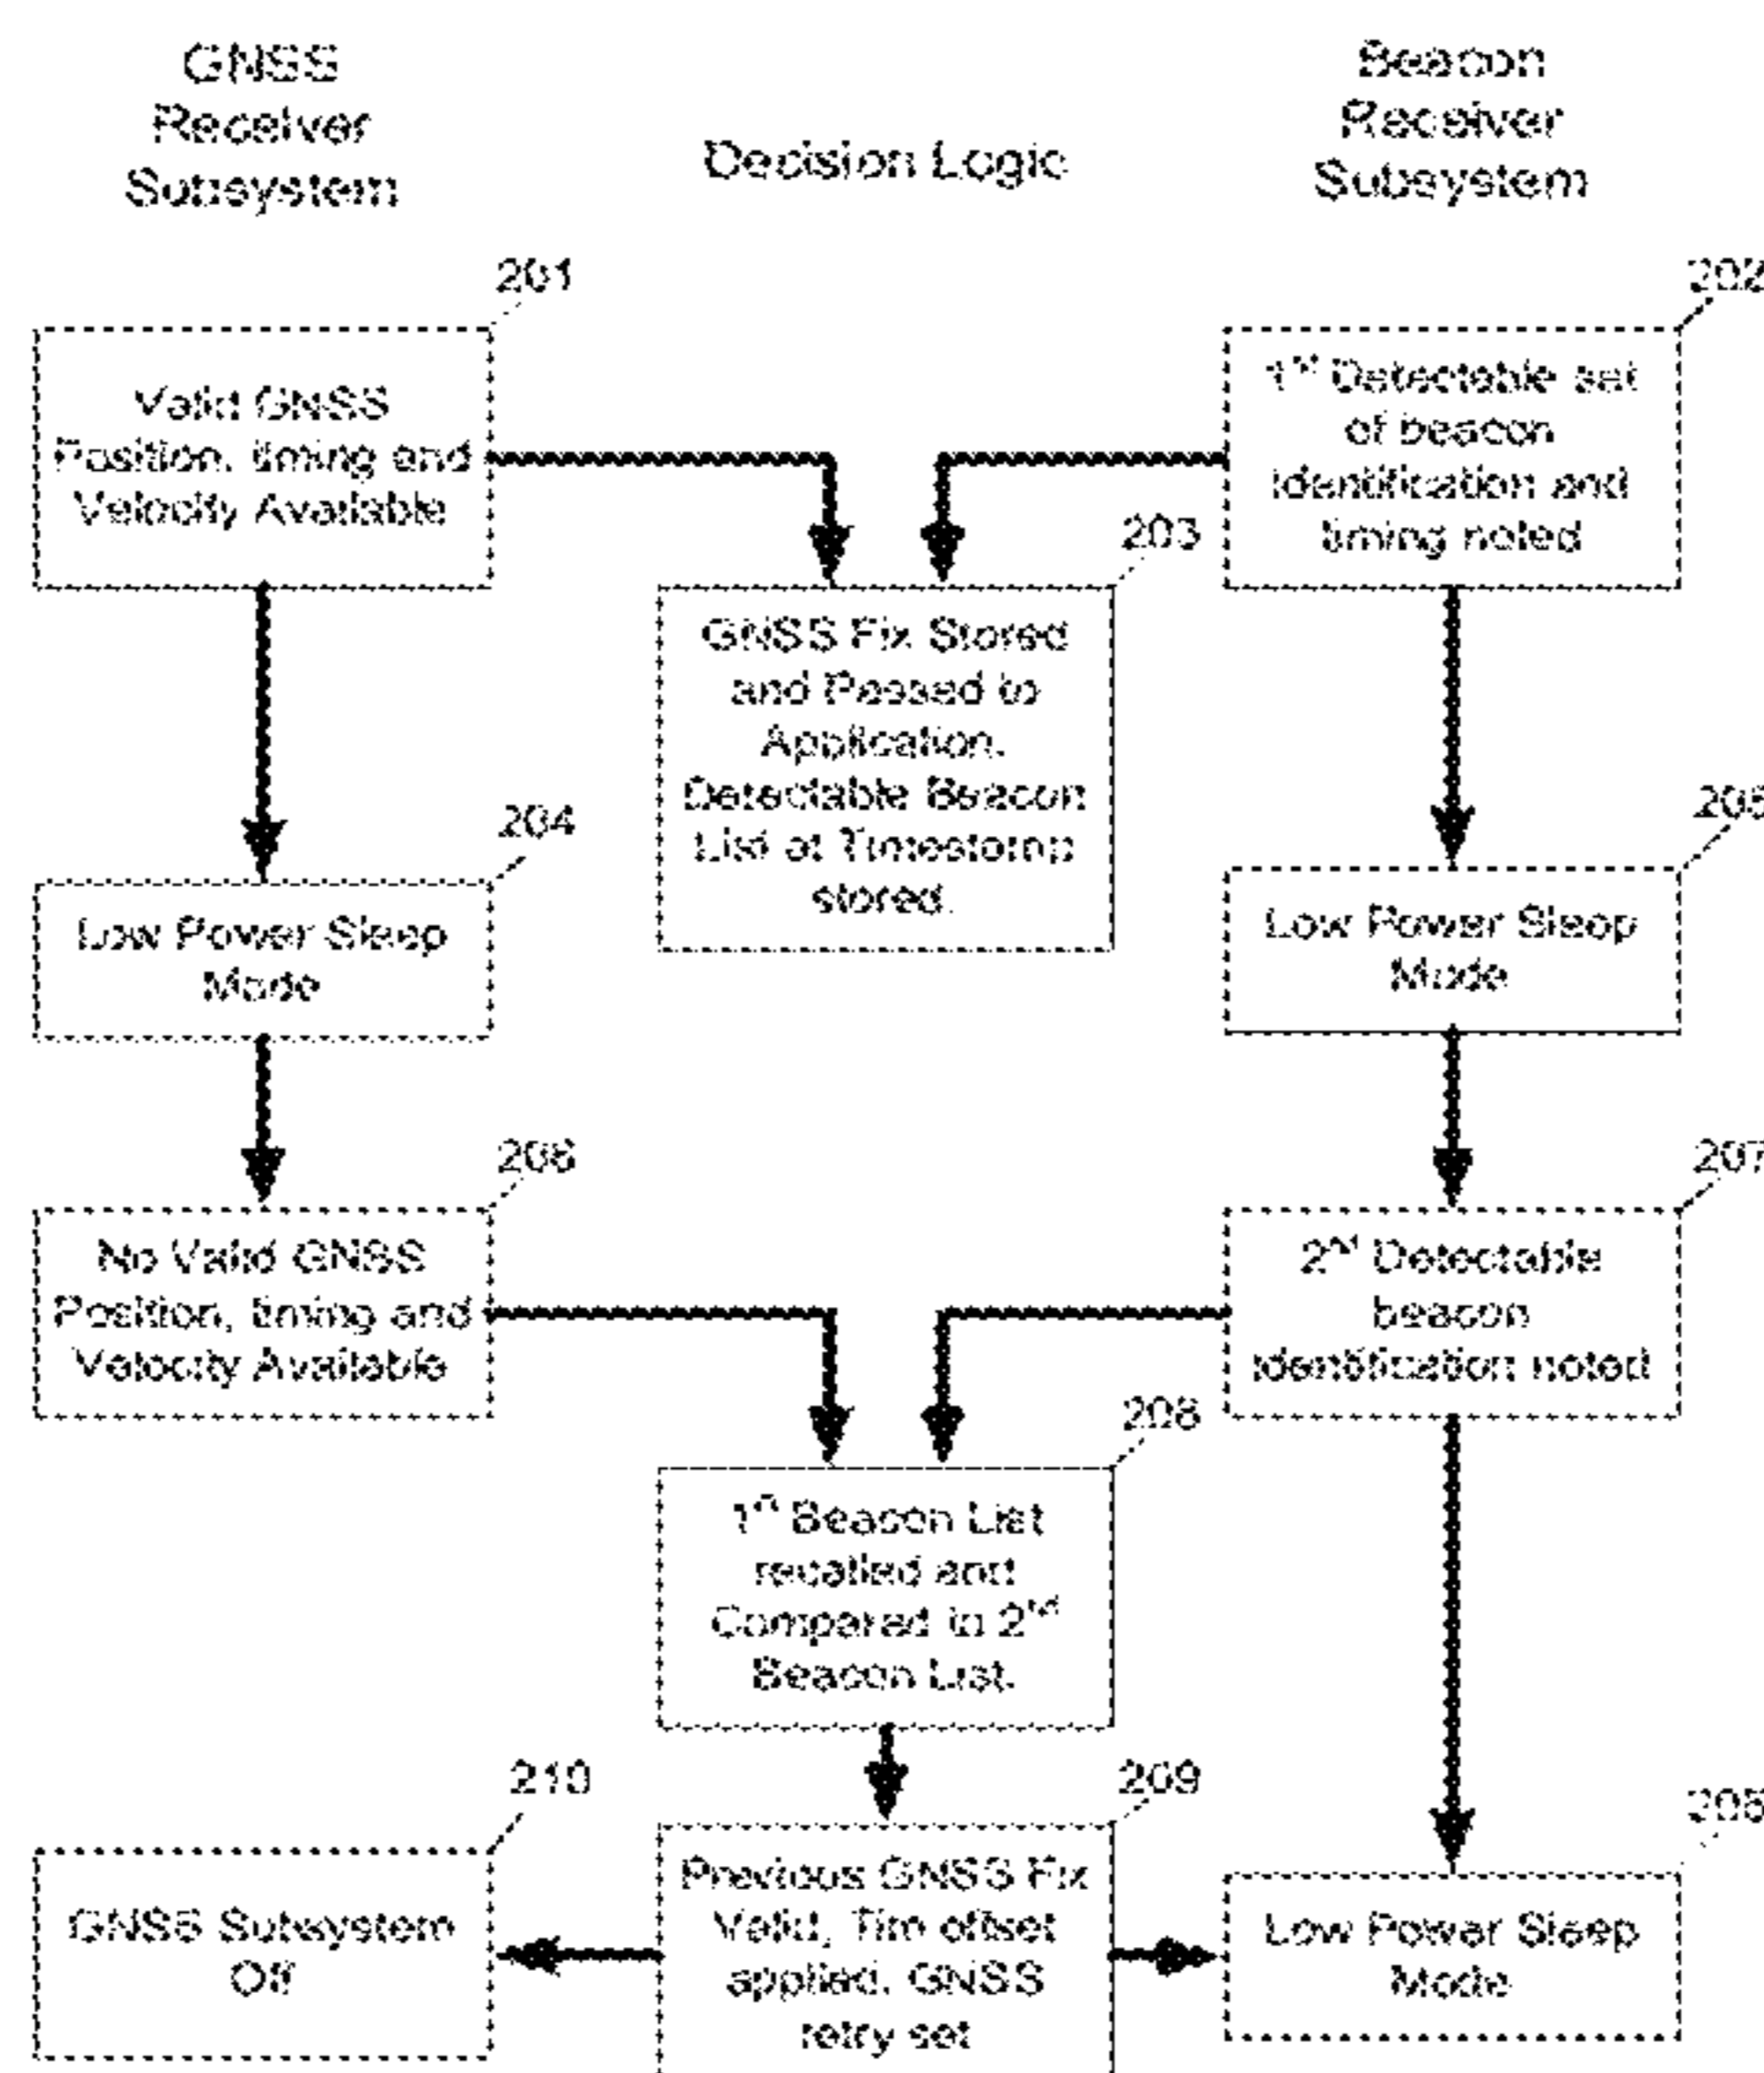 GNSS
Receiver
Subsystem
Decision Logic
Beacon
Receiver
Subsystem
201
202
Valid GNSS
Position, timing and
Velocity Available
1st Detectable set
of beacon
identification and
timing noted
203
GNSS Fix Stored
and Passed to
Application.
Detectable Beacon
List at Timestamp
stored.
204
205
Low Power Sleep
Mode
Low Power Sleep
Mode
206
207
No Valid GNSS
Position, timing and
Velocity Available
2nd Detectable
beacon
identification noted
208
1st Beacon List
recalled and
Compared to 2nd
Beacon List.
210
209
205
GNSS Subsystem
Off
Previous GNSS Fix
Valid, Tim offset
applied. GNSS
retry set
Low Power Sleep
Mode